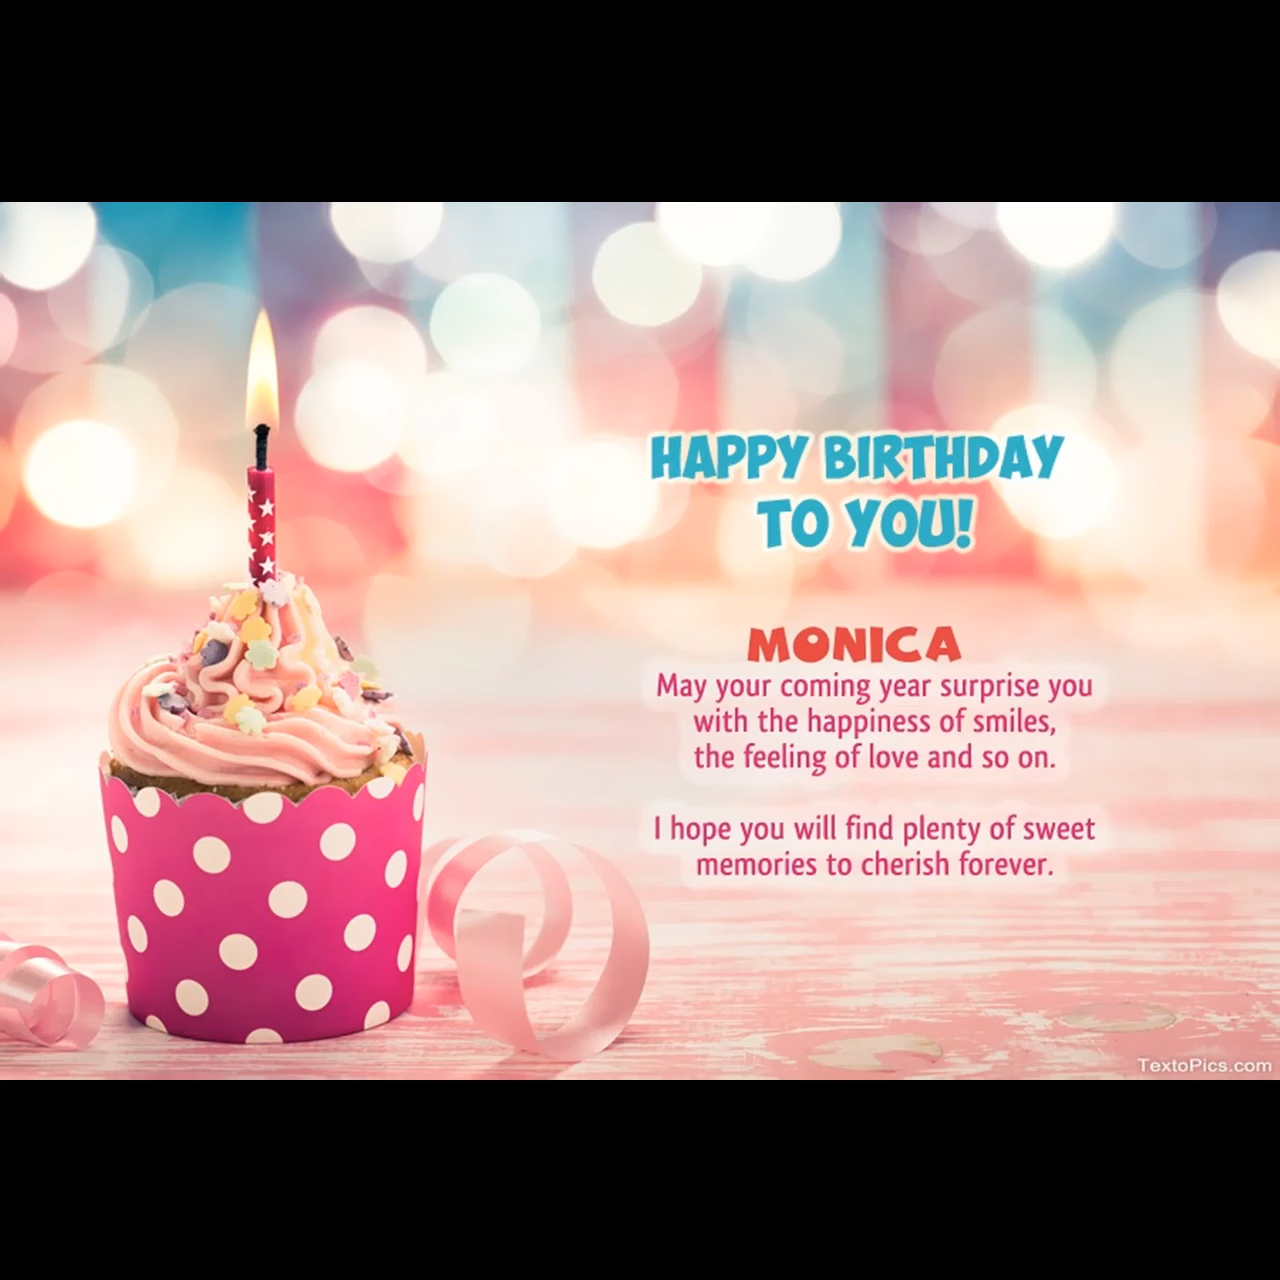 HAPPY BIRTHDAY
TO YOU!
MONICA
May your coming year surprise you
with the happiness of smiles,
the feeling of love and so on.
I hope you will find plenty of sweet
memories to cherish forever.
TextoPics.com